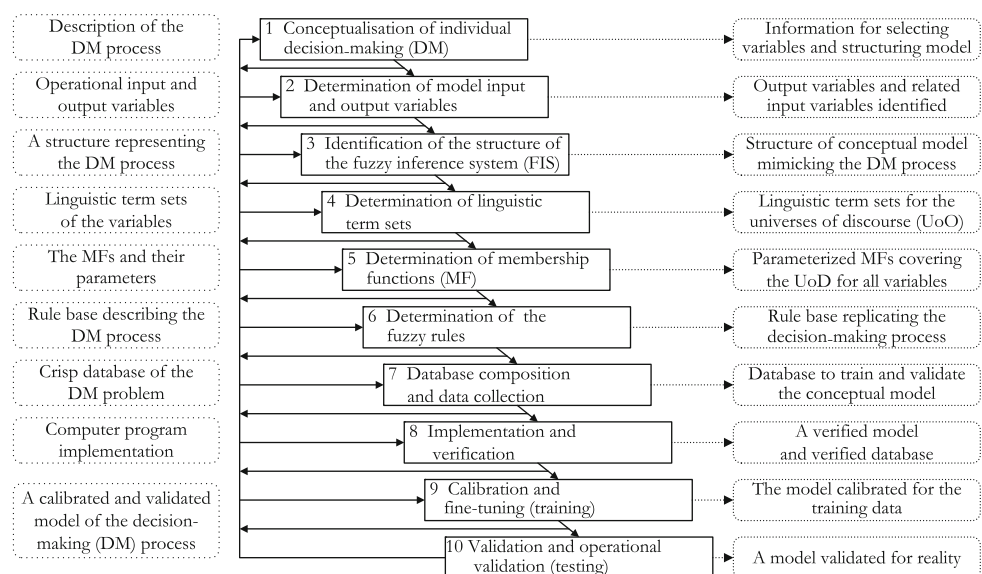 Description of the
DM process
1 Conceptualisation of individual
decision-making (DM)
Information for selecting
variables and structuring model
Operational input and
output variables
2 Determination of model input
and output variables
Output variables and related
input variables identified
A structure representing
the DM process
3 Identification of the structure of
the fuzzy inference system (FIS)
Structure of conceptual model
mimicking the DM process
Linguistic term sets
of the variables
4 Determination of linguistic
term sets
Linguistic term sets for the
universes of discourse (UoO)
The MFs and their
parameters
5 Determination of membership
functions (MF)
Parameterized MFs covering
the UoD for all variables
Rule base describing the
DM process
6 Determination of the
fuzzy rules
Rule base replicating the
decision-making process
Crisp database of the
DM problem
7 Database composition
and data collection
Database to train and validate
the conceptual model
Computer program
implementation
8 Implementation and
verification
A verified model
and verified database
A calibrated and validated
model of the decision-
making (DM) process
9 Calibration and
fine-tuning (training)
The model calibrated for the
training data
10 Validation and operational
validation (testing)
A model validated for reality